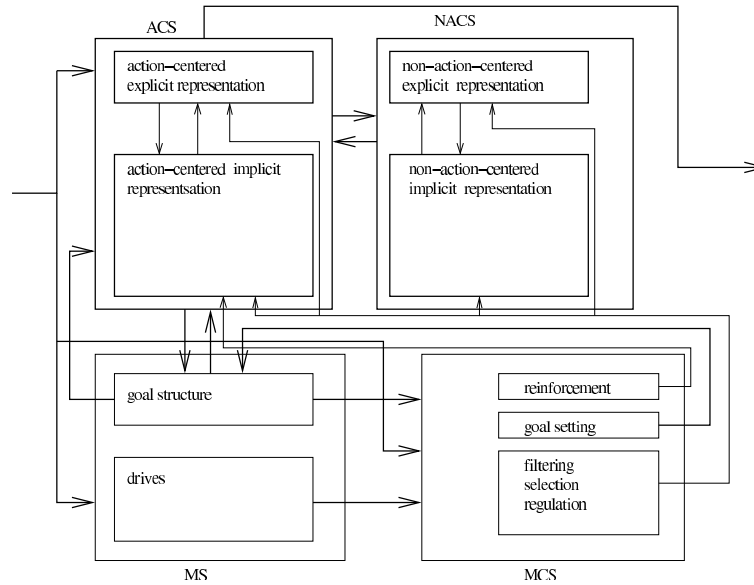 ACS
NACS
action-centered
explicit representation
non-action-centered
explicit representation
action-centered implicit
representsation
non-action-centered
implicit representation
goal structure
drives
reinforcement
goal setting
filtering
selection
regulation
MS
MCS